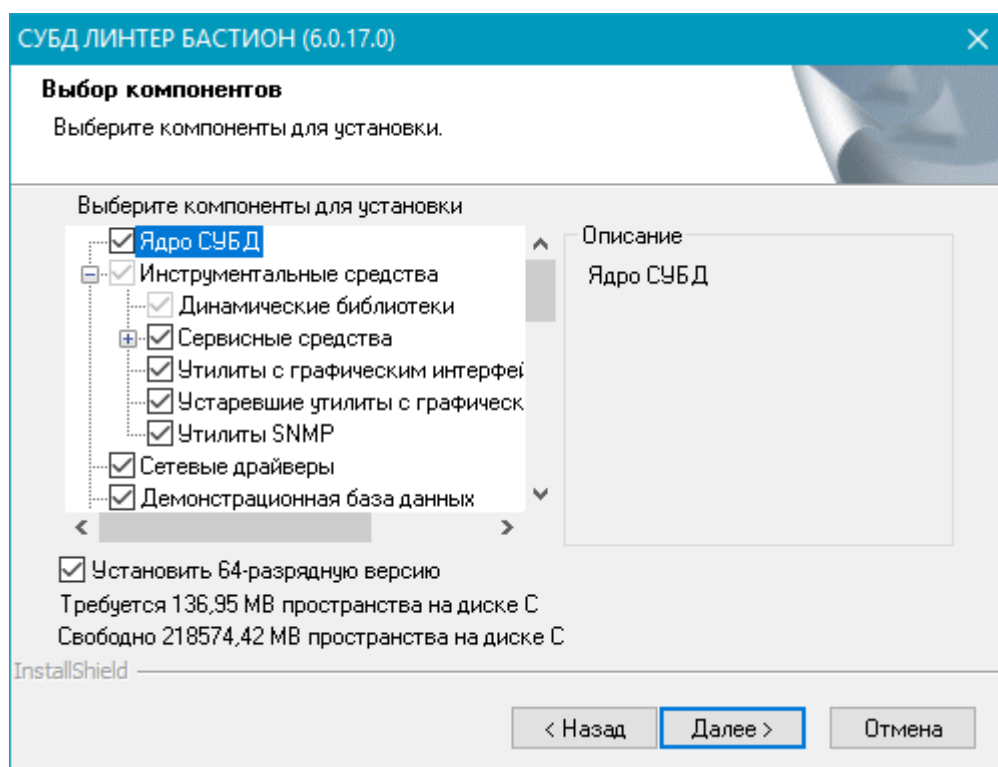 СУБД ЛИНТЕР БАСТИОН (6.0.17.0)
Выбор компонентов
Выберите компоненты для установки.
Выберите компоненты для установки
Ядро СУБД
Инструментальные средства
Динамические библиотеки
Сервисные средства
Утилиты с графическим интерфей
Устаревшие утилиты с графическ
Утилиты SNMP
Сетевые драйверы
Демонстрационная база данных
Описание
Ядро СУБД
Установить 64-разрядную версию
Требуется 136,95 MB пространства на диске C
Свободно 218574,42 MB пространства на диске C
InstallShield
< Назад
Далее >
Отмена